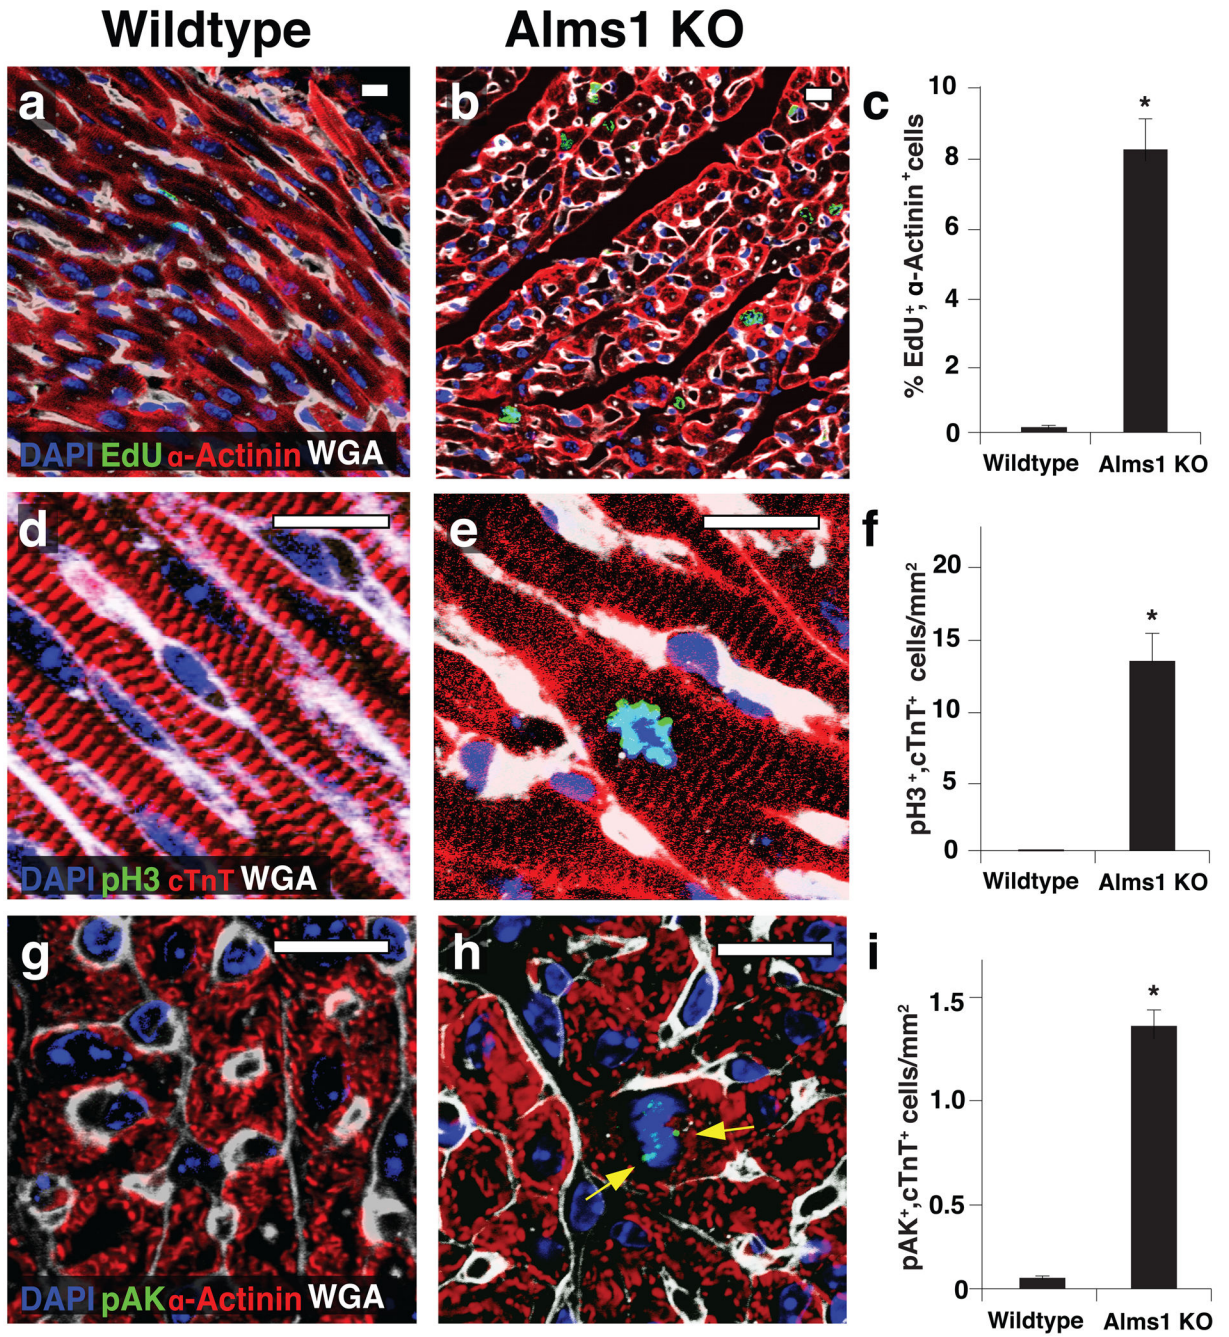 Wildtype Alms1 KO
a
DAPI EdU α-Actinin WGA
b
c
% EdU⁺, α-Actinin⁺cells
10
8
6
4
2
0
Wildtype Alms1 KO
*
d
DAPI pH3 cTnT WGA
e
f
pH3⁺,cTnT⁺ cells/mm²
20
15
10
5
0
Wildtype Alms1 KO
*
g
DAPI pAK α-Actinin WGA
h
i
pAK⁺,cTnT⁺ cells/mm²
1.5
1.0
0.5
0
Wildtype Alms1 KO
*